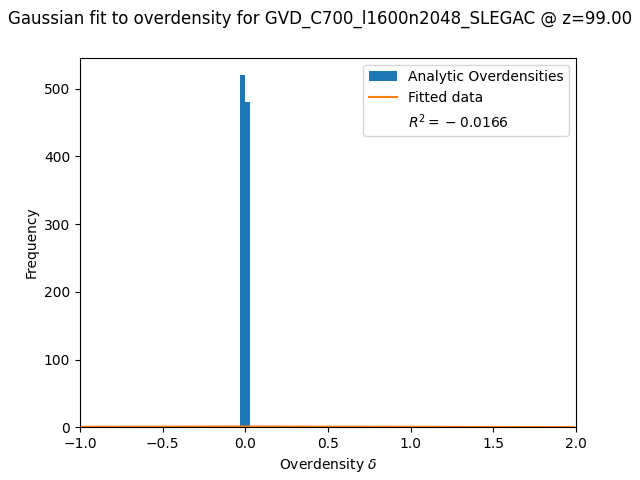 Gaussian fit to overdensity for GVD_C700_l1600n2048_SLEGAC @ z=99.00
Analytic Overdensities
Fitted data
R² = − 0.0166
Frequency
500
400
300
200
100
0
−1.0 −0.5 0.0 0.5 1.0 1.5 2.0
Overdensity δ